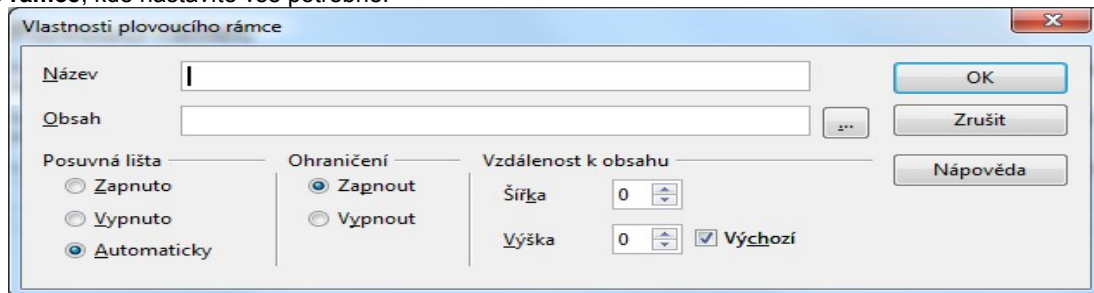 rámce, kde nastavíte vše potřebné.
Vlastnosti plovoucího rámce
Název
OK
Obsah
...
Zrušit
Posuvná lišta
Ohraničení
Vzdálenost k obsahu
Nápověda
Zapnuto
Zapnout
Šířka 0
Vypnuto
Vypnout
Výška 0 Výchozí
Automaticky